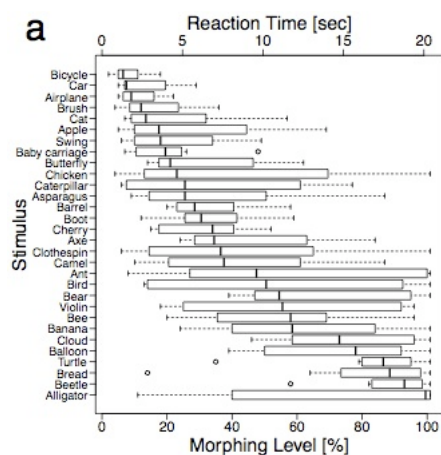 a
Reaction Time [sec]
0 5 10 15 20
Stimulus
Bicycle
Car
Airplane
Brush
Cat
Apple
Swing
Baby carriage
Butterfly
Chicken
Caterpillar
Asparagus
Barrel
Boot
Cherry
Axe
Clothespin
Camel
Ant
Bird
Bear
Violin
Bee
Banana
Cloud
Balloon
Turtle
Bread
Beetle
Alligator
0 20 40 60 80 100
Morphing Level [%]